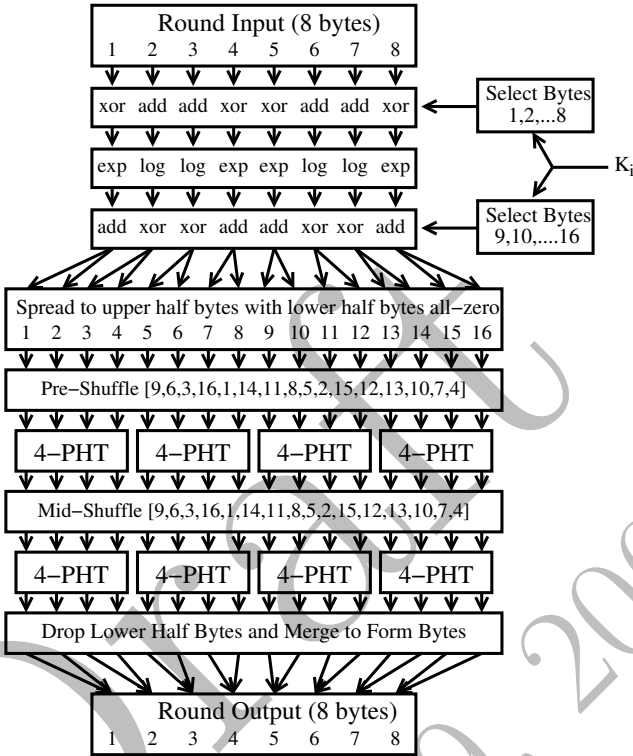 Round Input (8 bytes)
1 2 3 4 5 6 7 8
xor add add xor xor add add xor
Select Bytes
1,2,...8
exp log log exp exp log log exp
K_i
add xor xor add add xor xor add
Select Bytes
9,10,....16
Spread to upper half bytes with lower half bytes all−zero
1 2 3 4 5 6 7 8 9 10 11 12 13 14 15 16
Pre−Shuffle [9,6,3,16,1,14,11,8,5,2,15,12,13,10,7,4]
4−PHT 4−PHT 4−PHT 4−PHT
Mid−Shuffle [9,6,3,16,1,14,11,8,5,2,15,12,13,10,7,4]
4−PHT 4−PHT 4−PHT 4−PHT
Drop Lower Half Bytes and Merge to Form Bytes
Round Output (8 bytes)
1 2 3 4 5 6 7 8
Draft